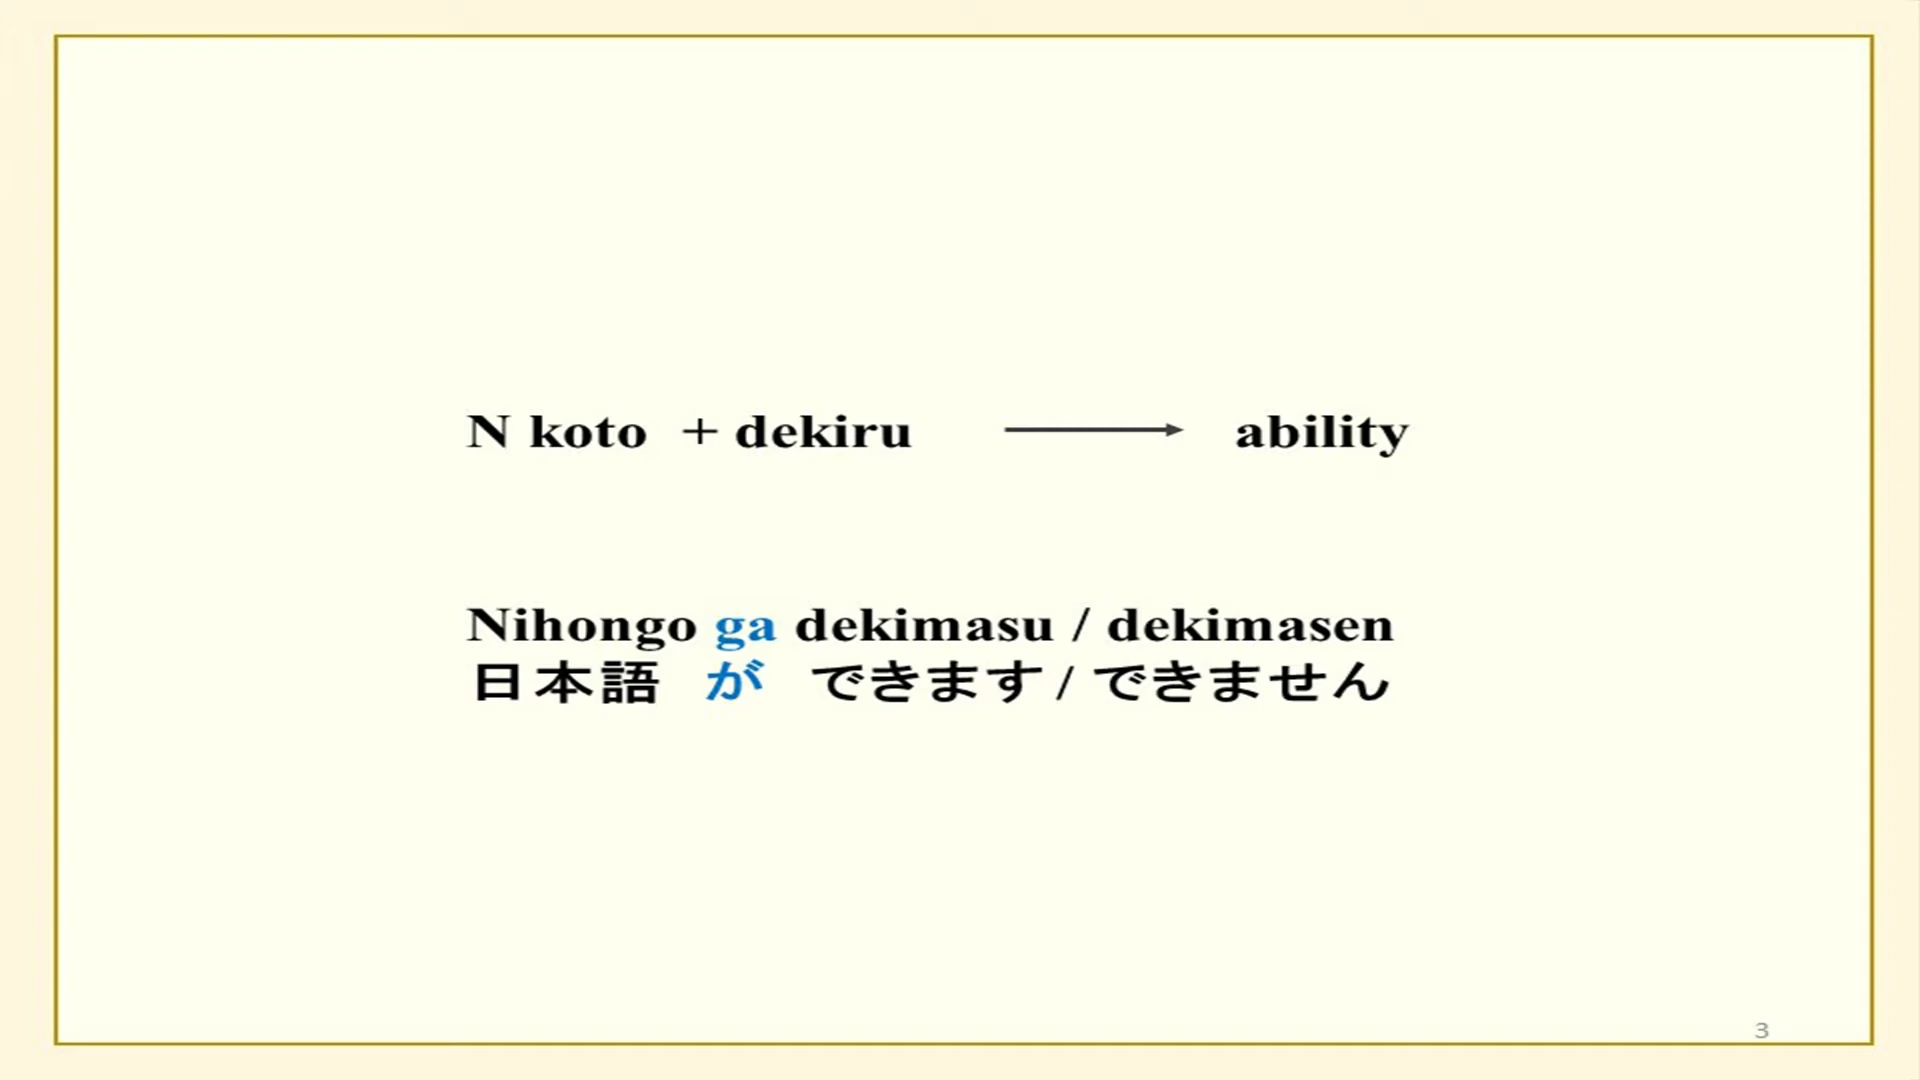 N koto + dekiru → ability
Nihongo ga dekimasu / dekimasen
日本語 が できます / できません
3